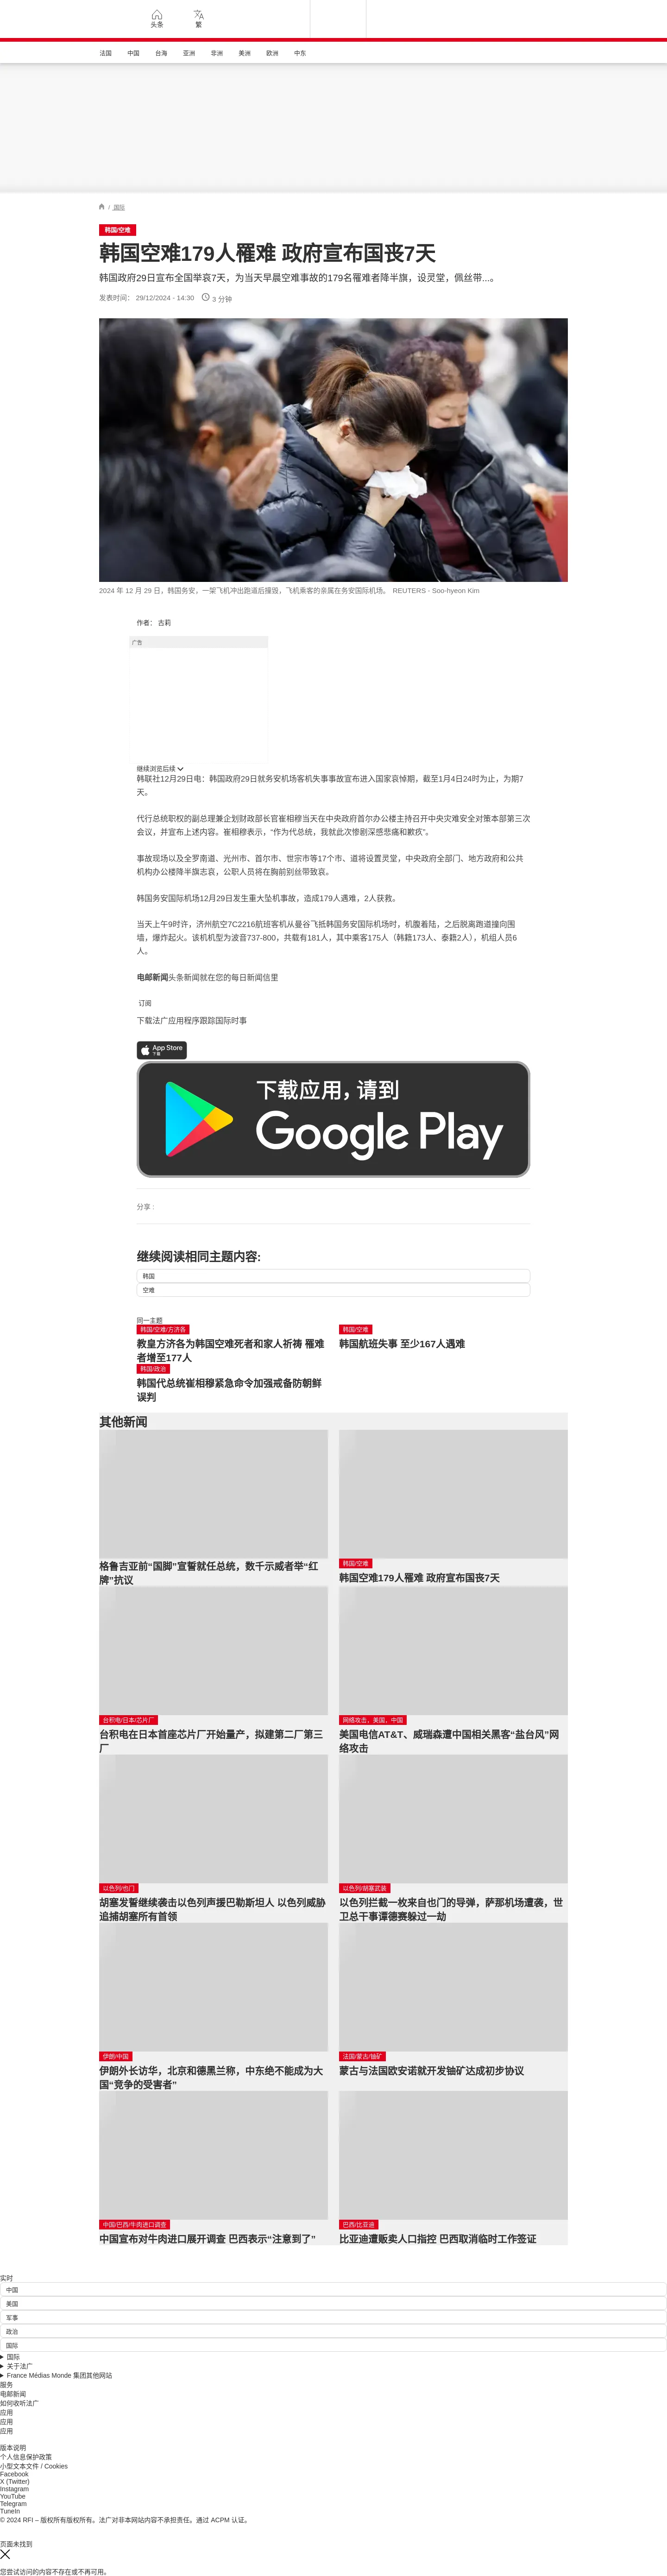 头条
繁
法国
中国
台海
亚洲
非洲
美洲
欧洲
中东
/ 国际
韩国/空难
韩国空难179人罹难 政府宣布国丧7天
韩国政府29日宣布全国举哀7天，为当天早晨空难事故的179名罹难者降半旗，设灵堂，佩丝带...。
发表时间： 29/12/2024 - 14:30
3 分钟
2024 年 12 月 29 日，韩国务安，一架飞机冲出跑道后撞毁，飞机乘客的亲属在务安国际机场。 REUTERS - Soo-hyeon Kim
作者： 古莉
广告
继续浏览后续
韩联社12月29日电：韩国政府29日就务安机场客机失事事故宣布进入国家哀悼期，截至1月4日24时为止，为期7
天。
代行总统职权的副总理兼企划财政部长官崔相穆当天在中央政府首尔办公楼主持召开中央灾难安全对策本部第三次
会议，并宣布上述内容。崔相穆表示，“作为代总统，我就此次惨剧深感悲痛和歉疚”。
事故现场以及全罗南道、光州市、首尔市、世宗市等17个市、道将设置灵堂，中央政府全部门、地方政府和公共
机构办公楼降半旗志哀，公职人员将在胸前别丝带致哀。
韩国务安国际机场12月29日发生重大坠机事故，造成179人遇难，2人获救。
当天上午9时许，济州航空7C2216航班客机从曼谷飞抵韩国务安国际机场时，机腹着陆，之后脱离跑道撞向围
墙，爆炸起火。该机机型为波音737-800，共载有181人，其中乘客175人（韩籍173人、泰籍2人），机组人员6
人。
电邮新闻头条新闻就在您的每日新闻信里
订阅
下载法广应用程序跟踪国际时事
App Store
下载
下载应用，请到
Google Play
分享 :
继续阅读相同主题内容:
韩国
空难
同一主题
韩国/空难/方济各
教皇方济各为韩国空难死者和家人祈祷 罹难
者增至177人
韩国/空难
韩国航班失事 至少167人遇难
韩国/政治
韩国代总统崔相穆紧急命令加强戒备防朝鲜
误判
其他新闻
格鲁吉亚前“国脚”宣誓就任总统，数千示威者举“红
牌”抗议
韩国/空难
韩国空难179人罹难 政府宣布国丧7天
台积电/日本/芯片厂
台积电在日本首座芯片厂开始量产，拟建第二厂第三
厂
网络攻击，美国，中国
美国电信AT&T、威瑞森遭中国相关黑客“盐台风”网
络攻击
以色列/也门
胡塞发誓继续袭击以色列声援巴勒斯坦人 以色列威胁
追捕胡塞所有首领
以色列/胡塞武装
以色列拦截一枚来自也门的导弹，萨那机场遭袭，世
卫总干事谭德赛躲过一劫
伊朗/中国
伊朗外长访华，北京和德黑兰称，中东绝不能成为大
国“竞争的受害者”
法国/蒙古/铀矿
蒙古与法国欧安诺就开发铀矿达成初步协议
中国/巴西/牛肉进口调查
中国宣布对牛肉进口展开调查 巴西表示“注意到了”
巴西/比亚迪
比亚迪遭贩卖人口指控 巴西取消临时工作签证
实时
中国
美国
军事
政治
国际
国际
关于法广
France Médias Monde 集团其他网站
服务
电邮新闻
如何收听法广
应用
应用
应用
版本说明
个人信息保护政策
小型文本文件 / Cookies
Facebook
X (Twitter)
Instagram
YouTube
Telegram
TuneIn
© 2024 RFI – 版权所有版权所有。法广对非本网站内容不承担责任。通过 ACPM 认证。
页面未找到
您尝试访问的内容不存在或不再可用。